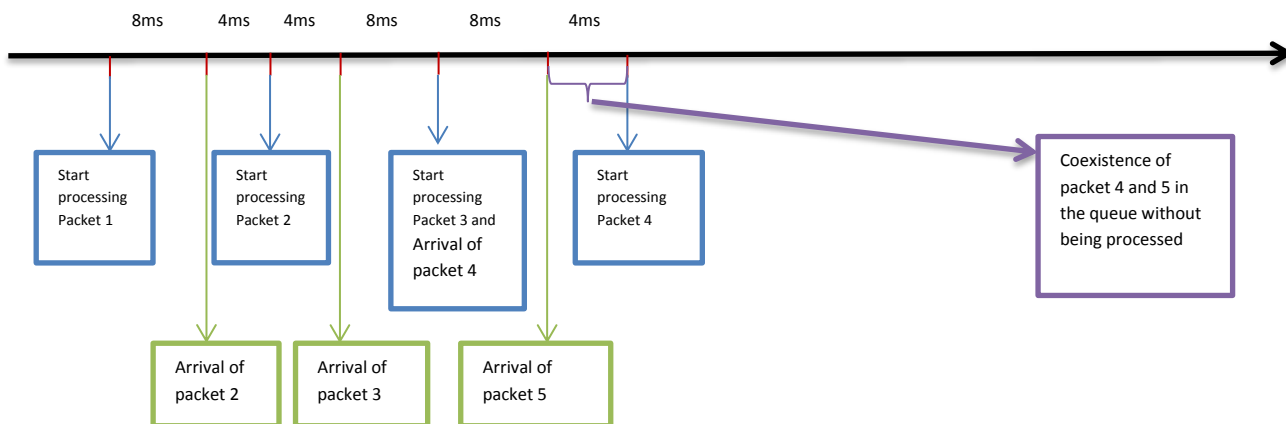 8ms 4ms 4ms 8ms 8ms 4ms
Start
processing
Packet 1
Start
processing
Packet 2
Start
processing
Packet 3 and
Arrival of
packet 4
Start
processing
Packet 4
Coexistence of
packet 4 and 5 in
the queue without
being processed
Arrival of
packet 2
Arrival of
packet 3
Arrival of
packet 5